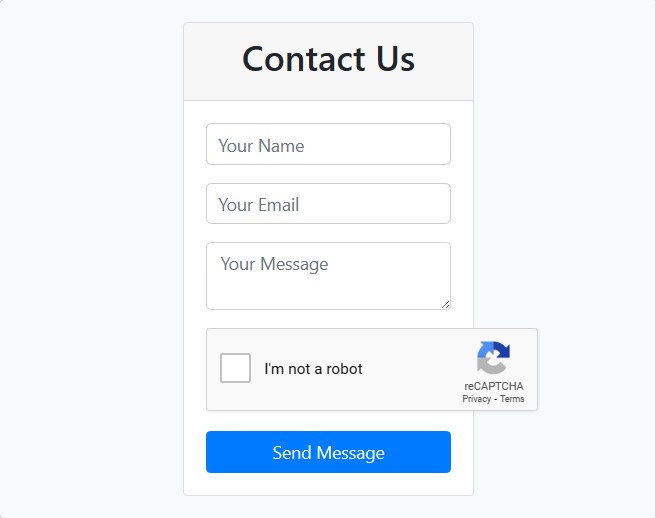 Contact Us
Your Name
Your Email
Your Message
I'm not a robot
reCAPTCHA
Privacy - Terms
Send Message